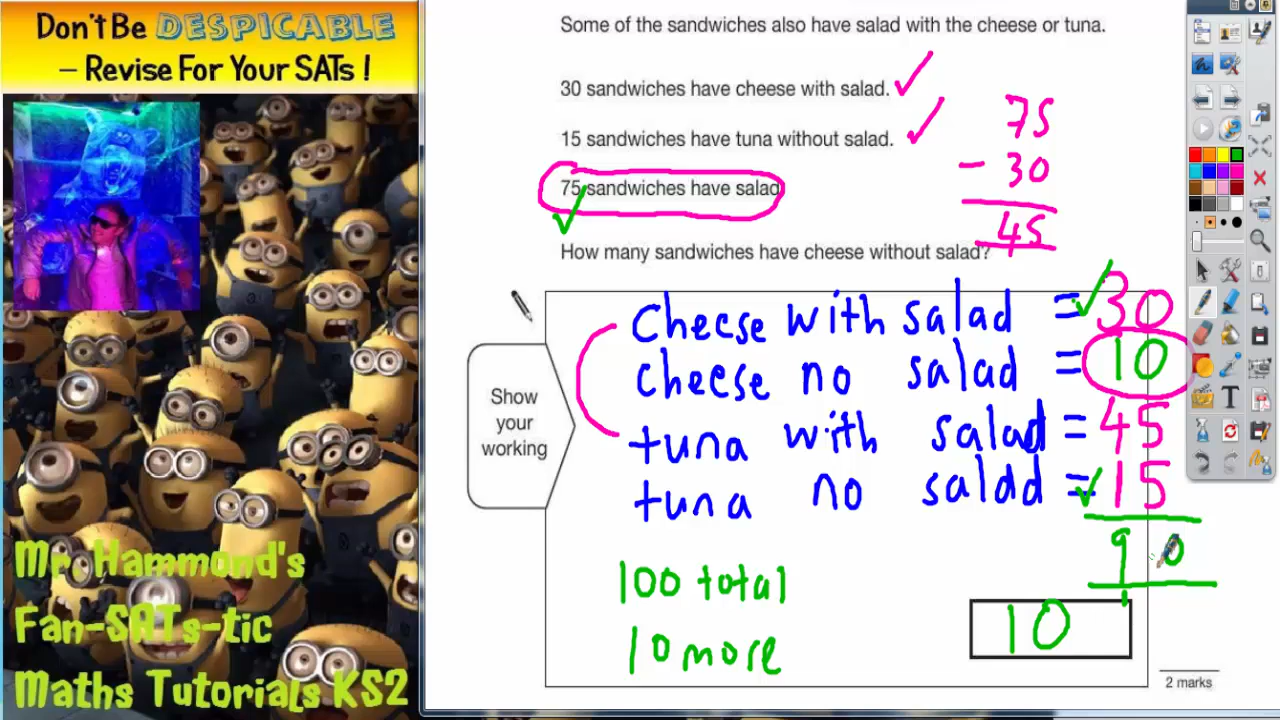 Don't Be DESPICABLE
– Revise For Your SATs !
Mr. Hammond's
Fan-SATs-tic
Maths Tutorials KS2
Some of the sandwiches also have salad with the cheese or tuna.
30 sandwiches have cheese with salad.
15 sandwiches have tuna without salad.
75 sandwiches have salad
How many sandwiches have cheese without salad?
75
- 30
45
Show
your
working
Cheese with salad = 30
cheese no salad = 10
tuna with salad = 45
tuna no saldd = 15
90
1
100 total
10 more
10
2 marks
T